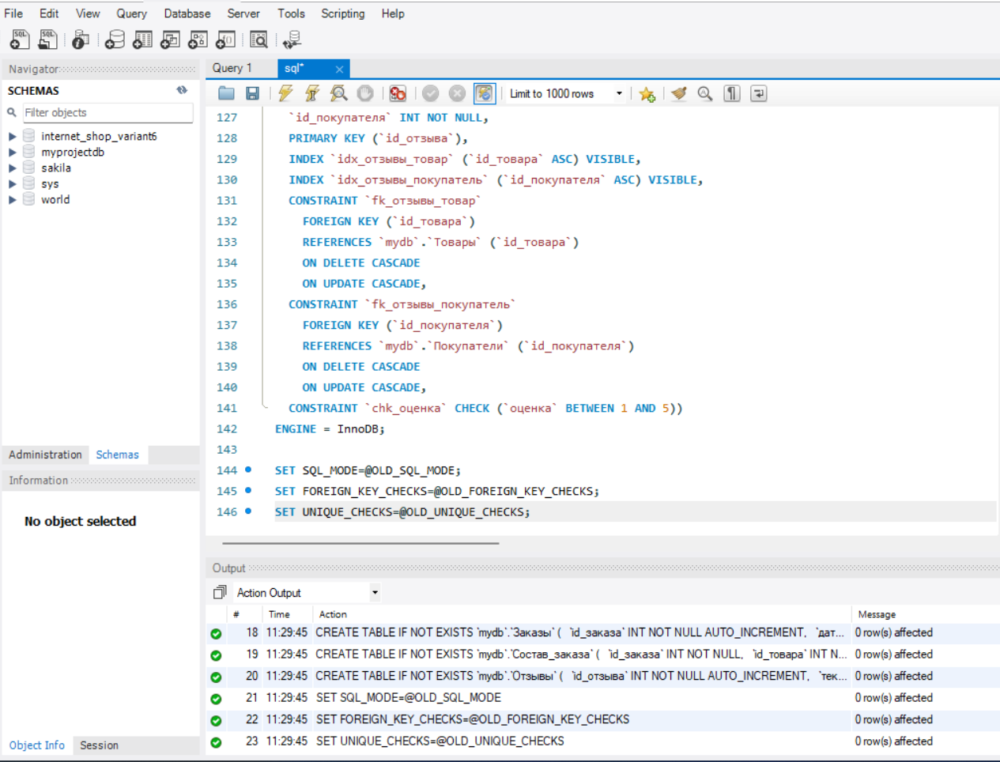 File Edit View Query Database Server Tools Scripting Help
Navigator
SCHEMAS
Filter objects
internet_shop_variant6
myprojectdb
sakila
sys
world
Administration Schemas
Information
No object selected
Object Info Session
Query 1 sql*
Limit to 1000 rows
127 `id_покупателя` INT NOT NULL,
128 PRIMARY KEY (`id_отзыва`),
129 INDEX `idx_отзывы_товар` (`id_товара` ASC) VISIBLE,
130 INDEX `idx_отзывы_покупатель` (`id_покупателя` ASC) VISIBLE,
131 CONSTRAINT `fk_отзывы_товар`
132 FOREIGN KEY (`id_товара`)
133 REFERENCES `mydb`.`Товары` (`id_товара`)
134 ON DELETE CASCADE
135 ON UPDATE CASCADE,
136 CONSTRAINT `fk_отзывы_покупатель`
137 FOREIGN KEY (`id_покупателя`)
138 REFERENCES `mydb`.`Покупатели` (`id_покупателя`)
139 ON DELETE CASCADE
140 ON UPDATE CASCADE,
141 CONSTRAINT `chk_оценка` CHECK (`оценка` BETWEEN 1 AND 5))
142 ENGINE = InnoDB;
143
144 SET SQL_MODE=@OLD_SQL_MODE;
145 SET FOREIGN_KEY_CHECKS=@OLD_FOREIGN_KEY_CHECKS;
146 SET UNIQUE_CHECKS=@OLD_UNIQUE_CHECKS;
Output
Action Output
# Time Action Message
18 11:29:45 CREATE TABLE IF NOT EXISTS `mydb`.`Заказы` ( `id_заказа` INT NOT NULL AUTO_INCREMENT, `дат... 0 row(s) affected
19 11:29:45 CREATE TABLE IF NOT EXISTS `mydb`.`Состав_заказа` ( `id_заказа` INT NOT NULL, `id_товара` INT N... 0 row(s) affected
20 11:29:45 CREATE TABLE IF NOT EXISTS `mydb`.`Отзывы` ( `id_отзыва` INT NOT NULL AUTO_INCREMENT, `тек... 0 row(s) affected
21 11:29:45 SET SQL_MODE=@OLD_SQL_MODE 0 row(s) affected
22 11:29:45 SET FOREIGN_KEY_CHECKS=@OLD_FOREIGN_KEY_CHECKS 0 row(s) affected
23 11:29:45 SET UNIQUE_CHECKS=@OLD_UNIQUE_CHECKS 0 row(s) affected